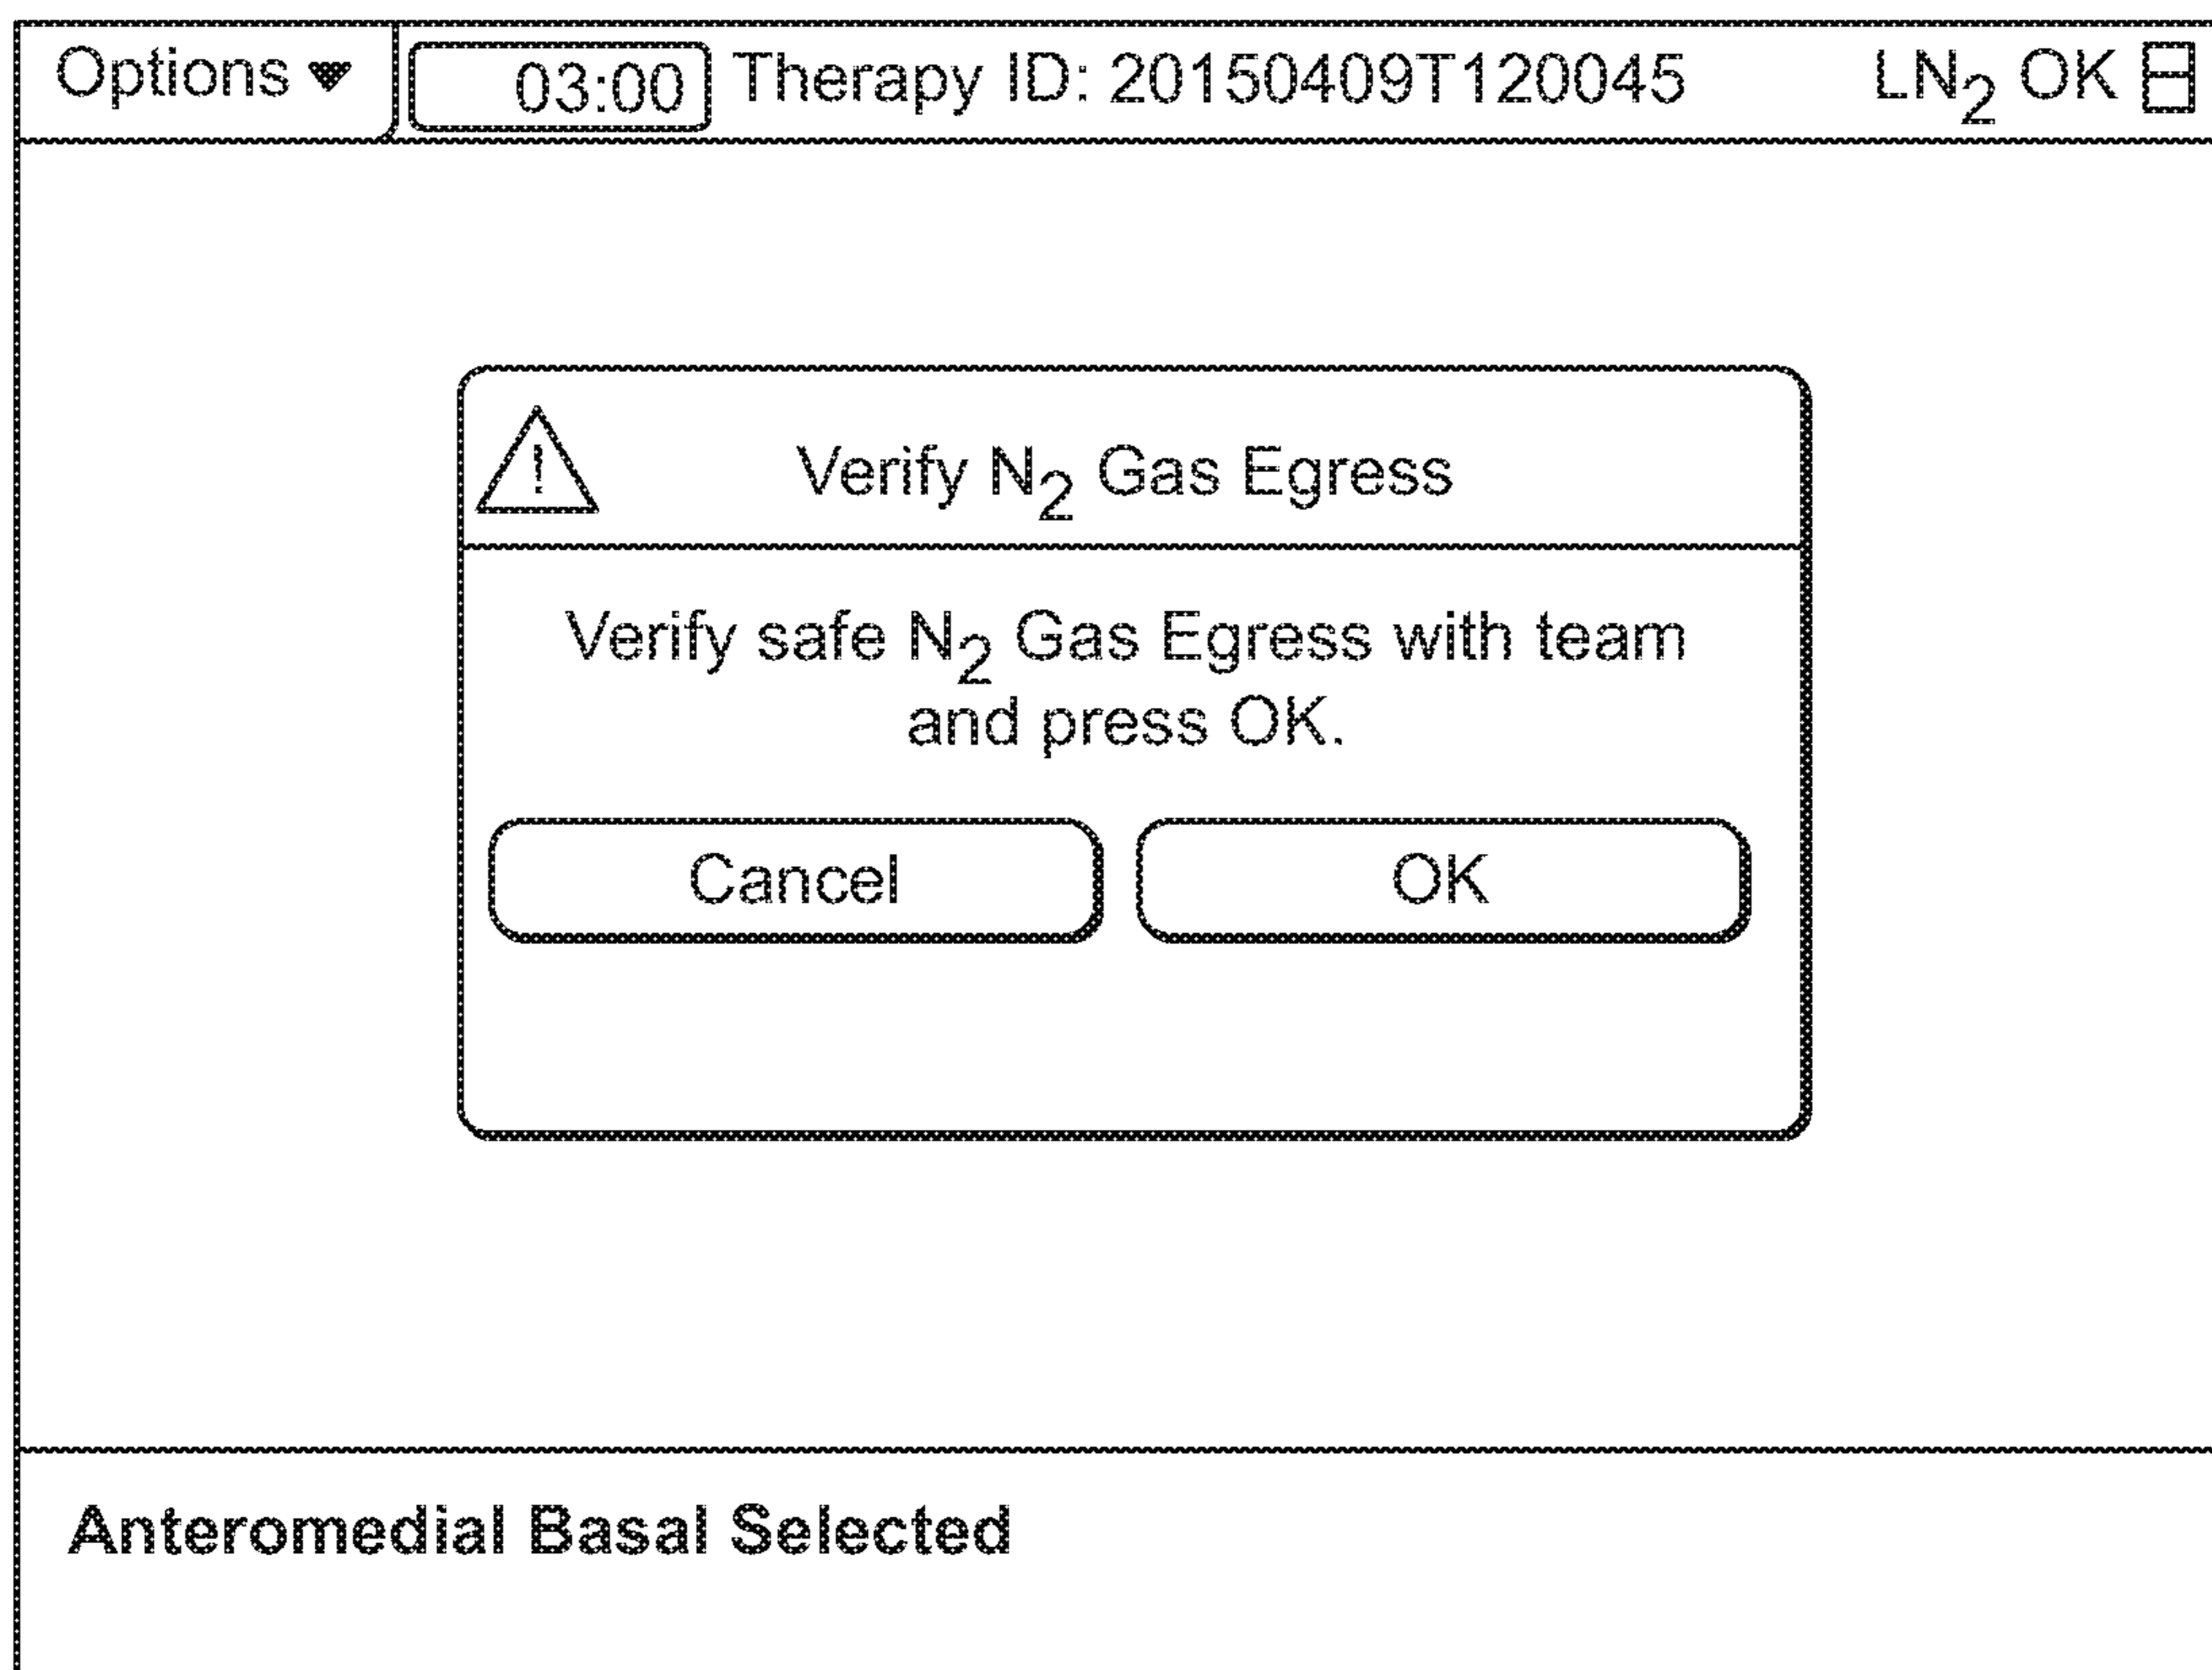 Options 03:00 Therapy ID: 20150409T120045 LN₂ OK
! Verify N₂ Gas Egress
Verify safe N₂ Gas Egress with team
and press OK.
Cancel OK
Anteromedial Basal Selected